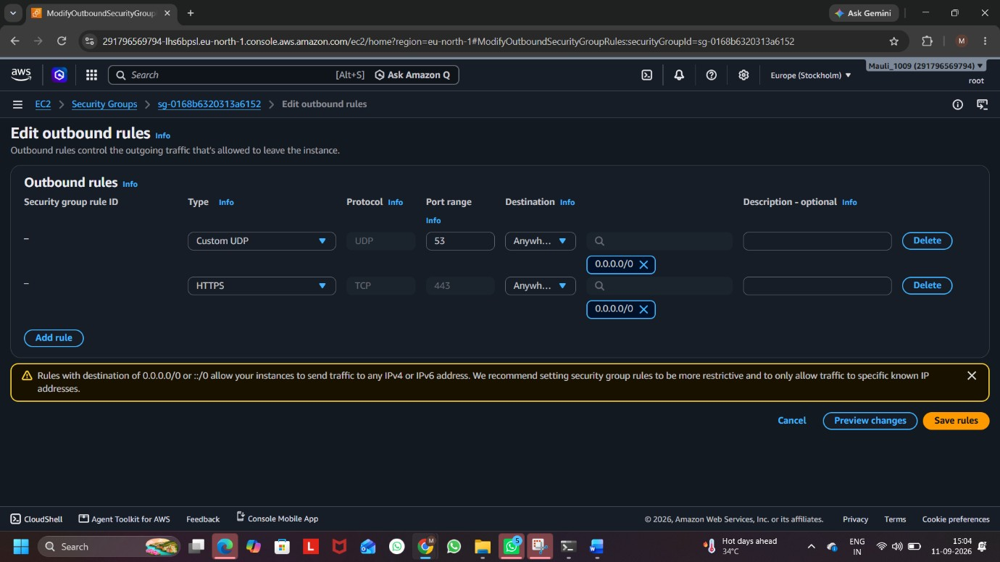 ModifyOutboundSecurityGroup
Ask Gemini
291796569794-lhs6bpsl.eu-north-1.console.aws.amazon.com/ec2/home?region=eu-north-1#ModifyOutboundSecurityGroupRules:securityGroupId=sg-0168b6320313a6152
M
aws
Search [Alt+S] Ask Amazon Q
Europe (Stockholm)
Mauli_1009 (291796569794)
root
EC2 > Security Groups > sg-0168b6320313a6152 > Edit outbound rules
Edit outbound rules Info
Outbound rules control the outgoing traffic that's allowed to leave the instance.
Outbound rules Info
Security group rule ID Type Info Protocol Info Port range Info Destination Info Description - optional Info
– Custom UDP UDP 53 Anywh... Delete
0.0.0.0/0
– HTTPS TCP 443 Anywh... Delete
0.0.0.0/0
Add rule
Rules with destination of 0.0.0.0/0 or ::/0 allow your instances to send traffic to any IPv4 or IPv6 address. We recommend setting security group rules to be more restrictive and to only allow traffic to specific known IP
addresses.
Cancel Preview changes Save rules
CloudShell Agent Toolkit for AWS Feedback Console Mobile App © 2026, Amazon Web Services, Inc. or its affiliates. Privacy Terms Cookie preferences
Search
L
M
5
Hot days ahead
34°C
ENG
IN
15:04
11-09-2026